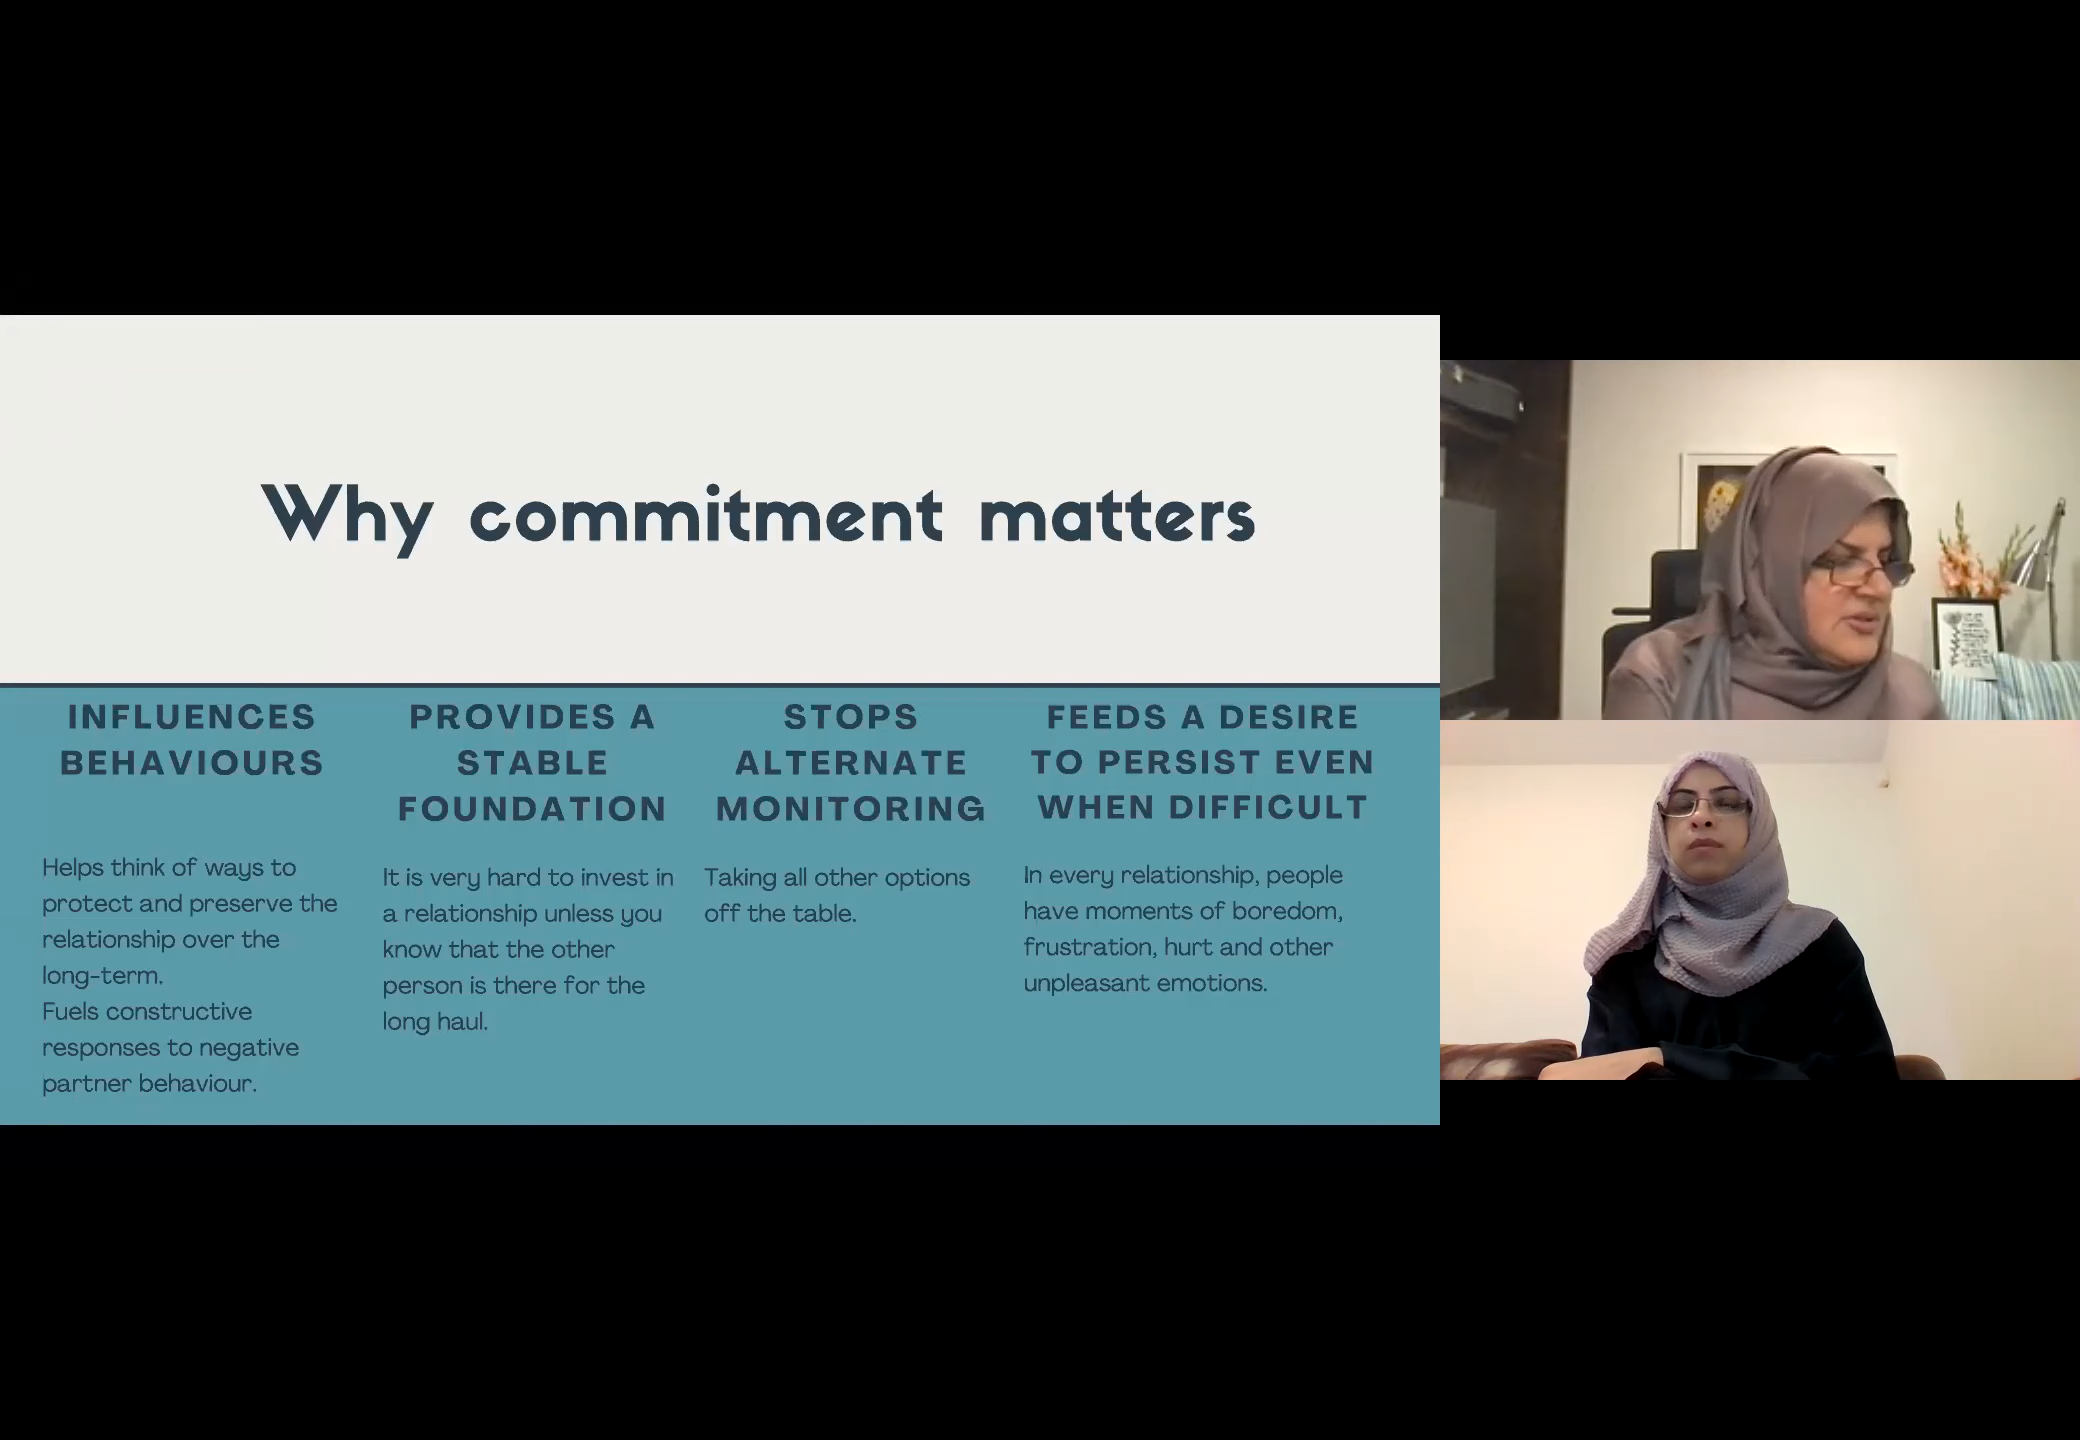 Why commitment matters
INFLUENCES
BEHAVIOURS
Helps think of ways to
protect and preserve the
relationship over the
long-term.
Fuels constructive
responses to negative
partner behaviour.
PROVIDES A
STABLE
FOUNDATION
It is very hard to invest in
a relationship unless you
know that the other
person is there for the
long haul.
STOPS
ALTERNATE
MONITORING
Taking all other options
off the table.
FEEDS A DESIRE
TO PERSIST EVEN
WHEN DIFFICULT
In every relationship, people
have moments of boredom,
frustration, hurt and other
unpleasant emotions.